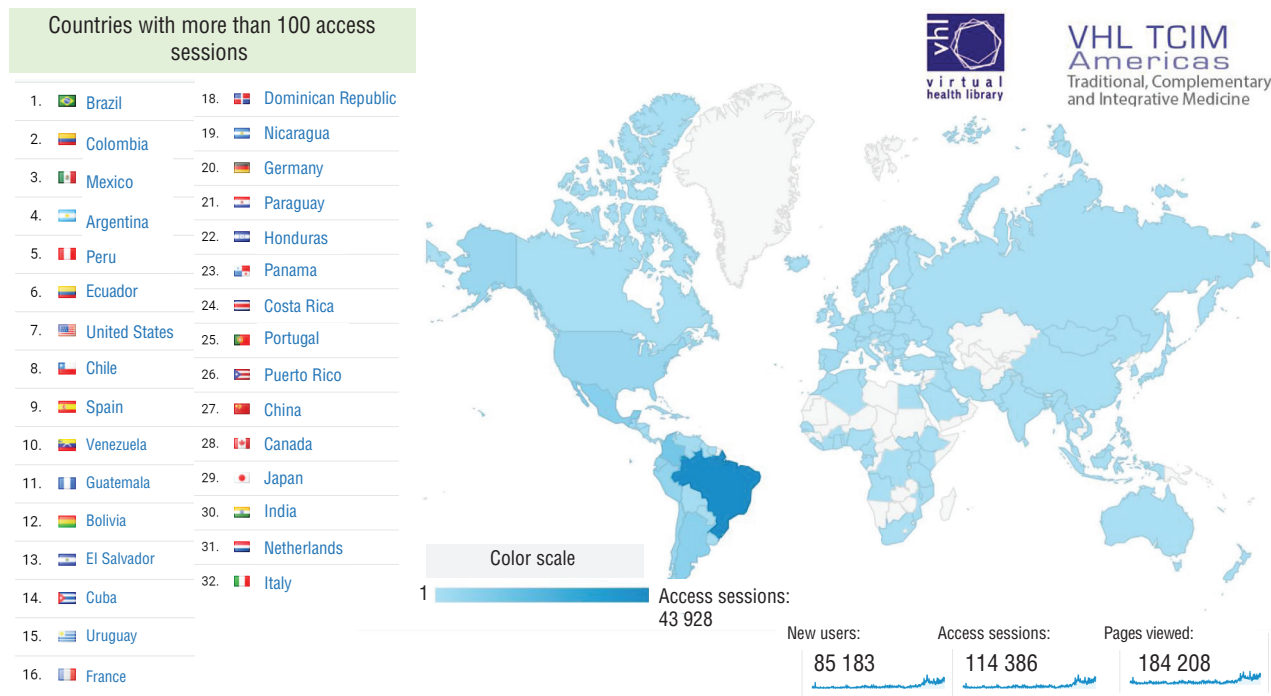 Countries with more than 100 access
sessions
1. Brazil
2. Colombia
3. Mexico
4. Argentina
5. Peru
6. Ecuador
7. United States
8. Chile
9. Spain
10. Venezuela
11. Guatemala
12. Bolivia
13. El Salvador
14. Cuba
15. Uruguay
16. France
18. Dominican Republic
19. Nicaragua
20. Germany
21. Paraguay
22. Honduras
23. Panama
24. Costa Rica
25. Portugal
26. Puerto Rico
27. China
28. Canada
29. Japan
30. India
31. Netherlands
32. Italy
vhl
virtual
health library
VHL TCIM
Americas
Traditional, Complementary
and Integrative Medicine
Color scale
1
Access sessions:
43 928
New users:
85 183
Access sessions:
114 386
Pages viewed:
184 208